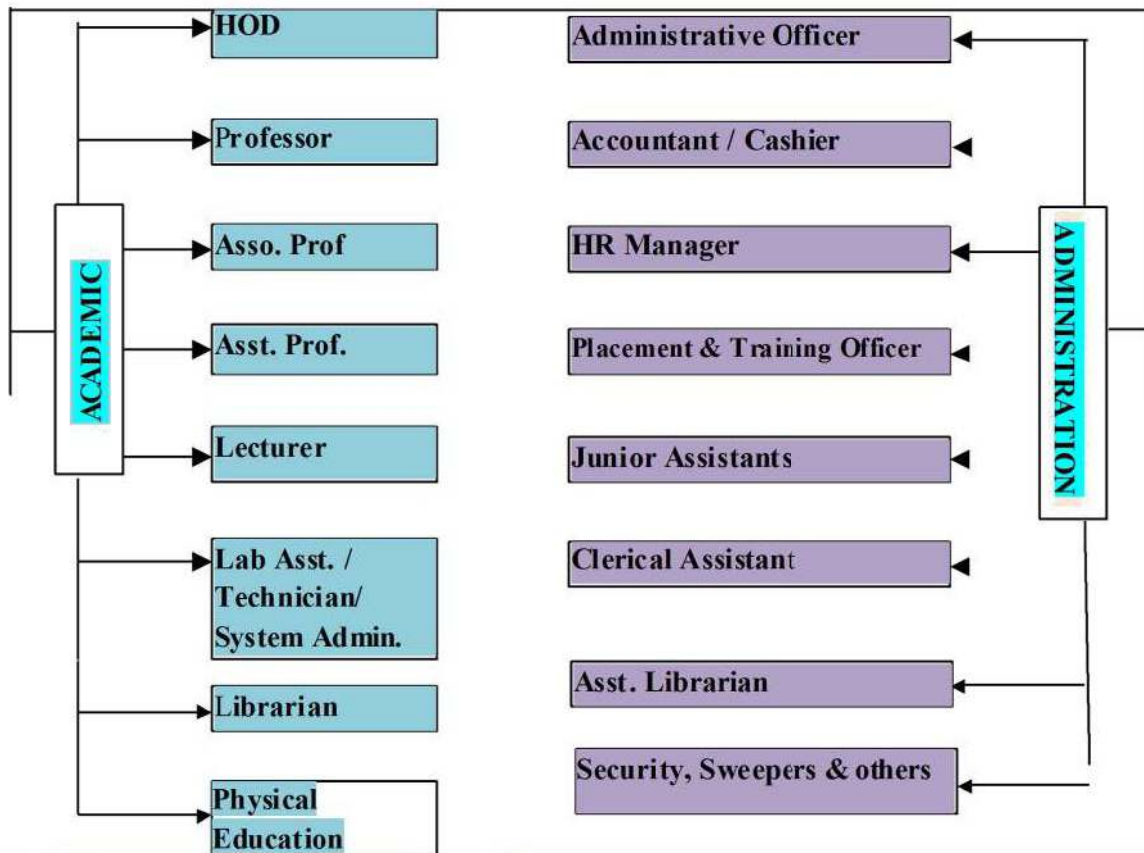 ACADEMIC
HOD
Professor
Asso. Prof
Asst. Prof.
Lecturer
Lab Asst. /
Technician/
System Admin.
Librarian
Physical
Education
Administrative Officer
Accountant / Cashier
HR Manager
Placement & Training Officer
Junior Assistants
Clerical Assistant
Asst. Librarian
Security, Sweepers & others
ADMINISTRATION